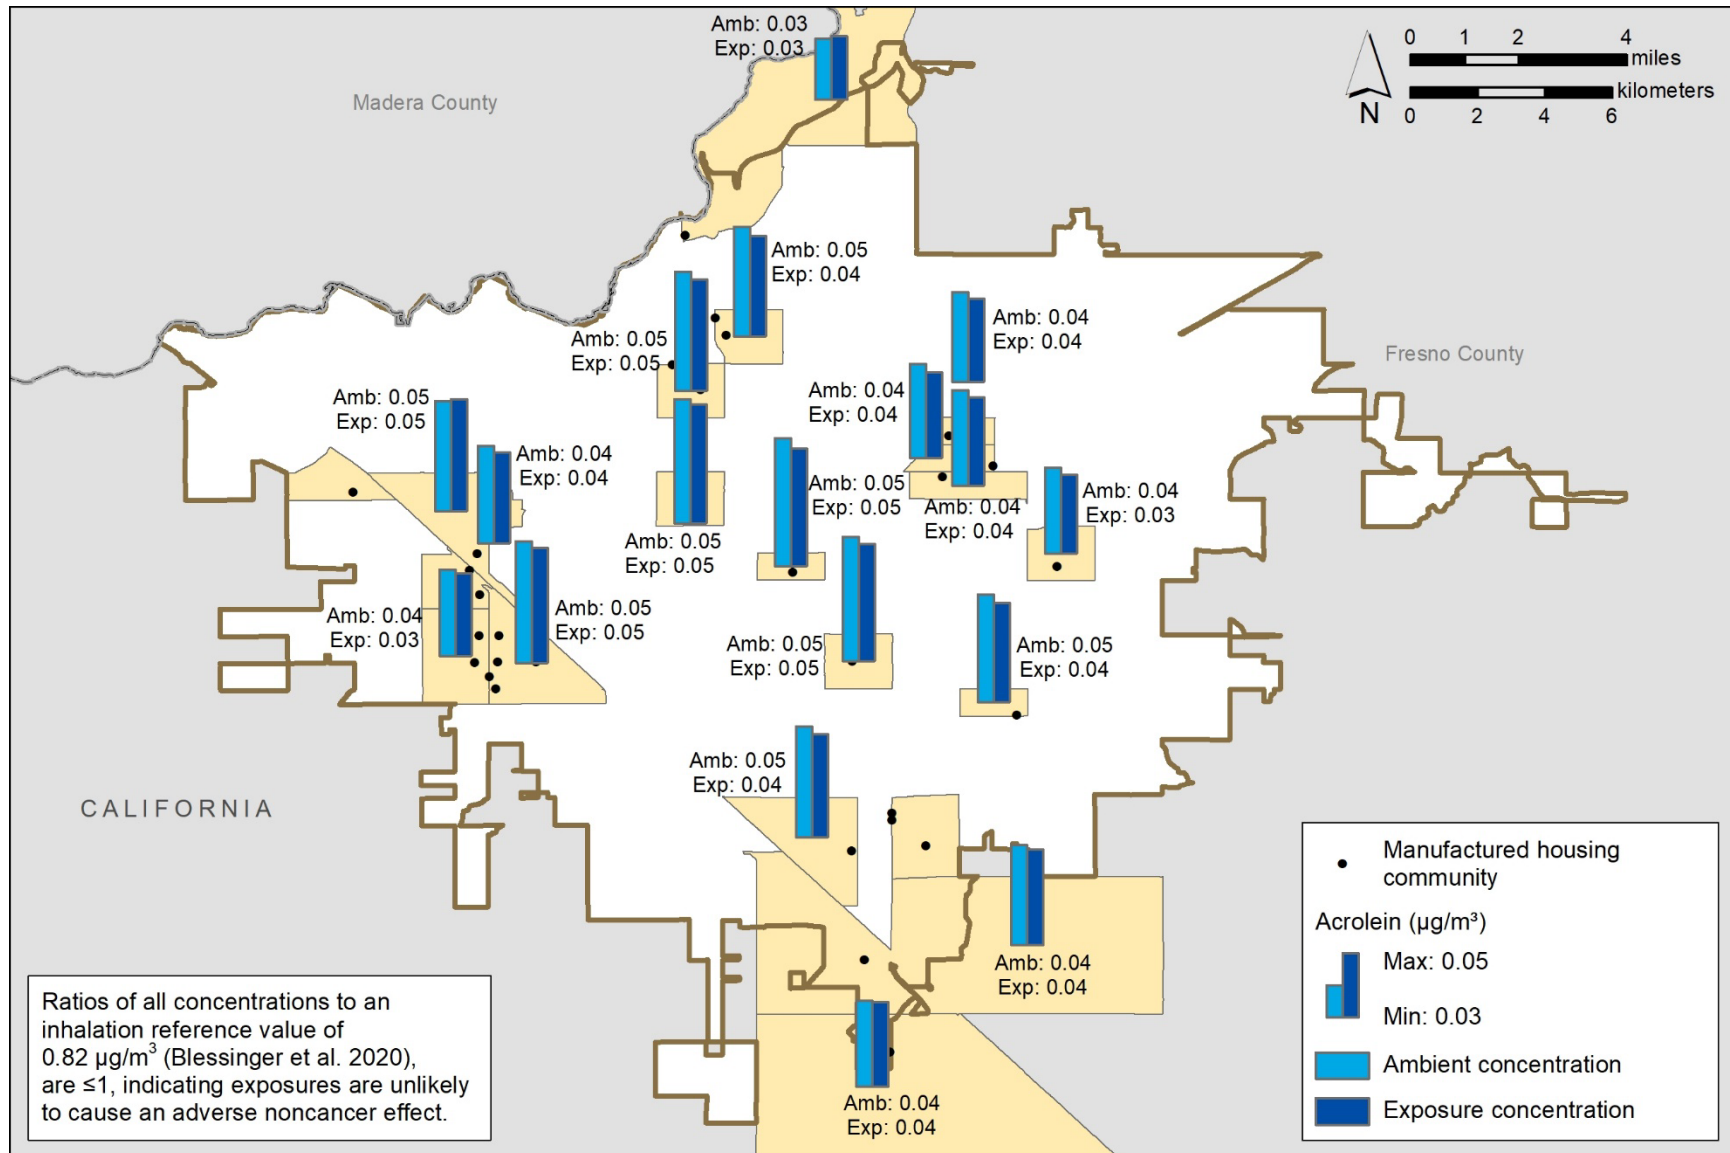 Amb: 0.03
Exp: 0.03
0 1 2 4
miles
kilometers
0 2 4 6
N
Madera County
Amb: 0.05
Exp: 0.04
Amb: 0.05
Exp: 0.05
Amb: 0.04
Exp: 0.04
Fresno County
Amb: 0.05
Exp: 0.05
Amb: 0.04
Exp: 0.04
Amb: 0.04
Exp: 0.04
Amb: 0.05
Exp: 0.05
Amb: 0.04
Exp: 0.03
Amb: 0.04
Exp: 0.04
Amb: 0.05
Exp: 0.05
Amb: 0.04
Exp: 0.03
Amb: 0.05
Exp: 0.05
Amb: 0.05
Exp: 0.05
Amb: 0.05
Exp: 0.04
Amb: 0.05
Exp: 0.04
CALIFORNIA
Amb: 0.04
Exp: 0.04
Amb: 0.04
Exp: 0.04
Ratios of all concentrations to an
inhalation reference value of
0.82 µg/m³ (Blessinger et al. 2020),
are ≤1, indicating exposures are unlikely
to cause an adverse noncancer effect.
Manufactured housing
community
Acrolein (µg/m³)
Max: 0.05
Min: 0.03
Ambient concentration
Exposure concentration